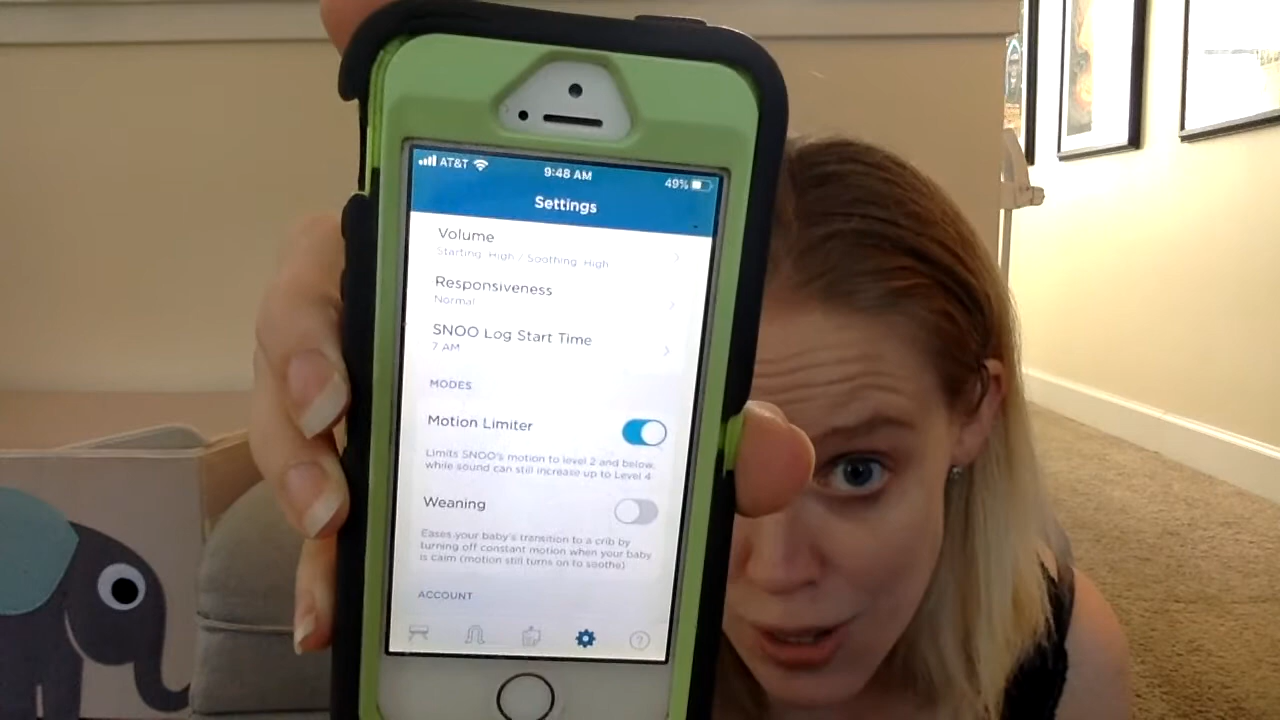 AT&T 9:48 AM 49%
Settings
Volume
Starting: High / Soothing: High
Responsiveness
Normal
SNOO Log Start Time
7 AM
MODES
Motion Limiter
Limits SNOO's motion to level 2 and below,
while sound can still increase up to Level 4
Weaning
Eases your baby's transition to a crib by
turning off constant motion when your baby
is calm (motion still turns on to soothe)
ACCOUNT
?